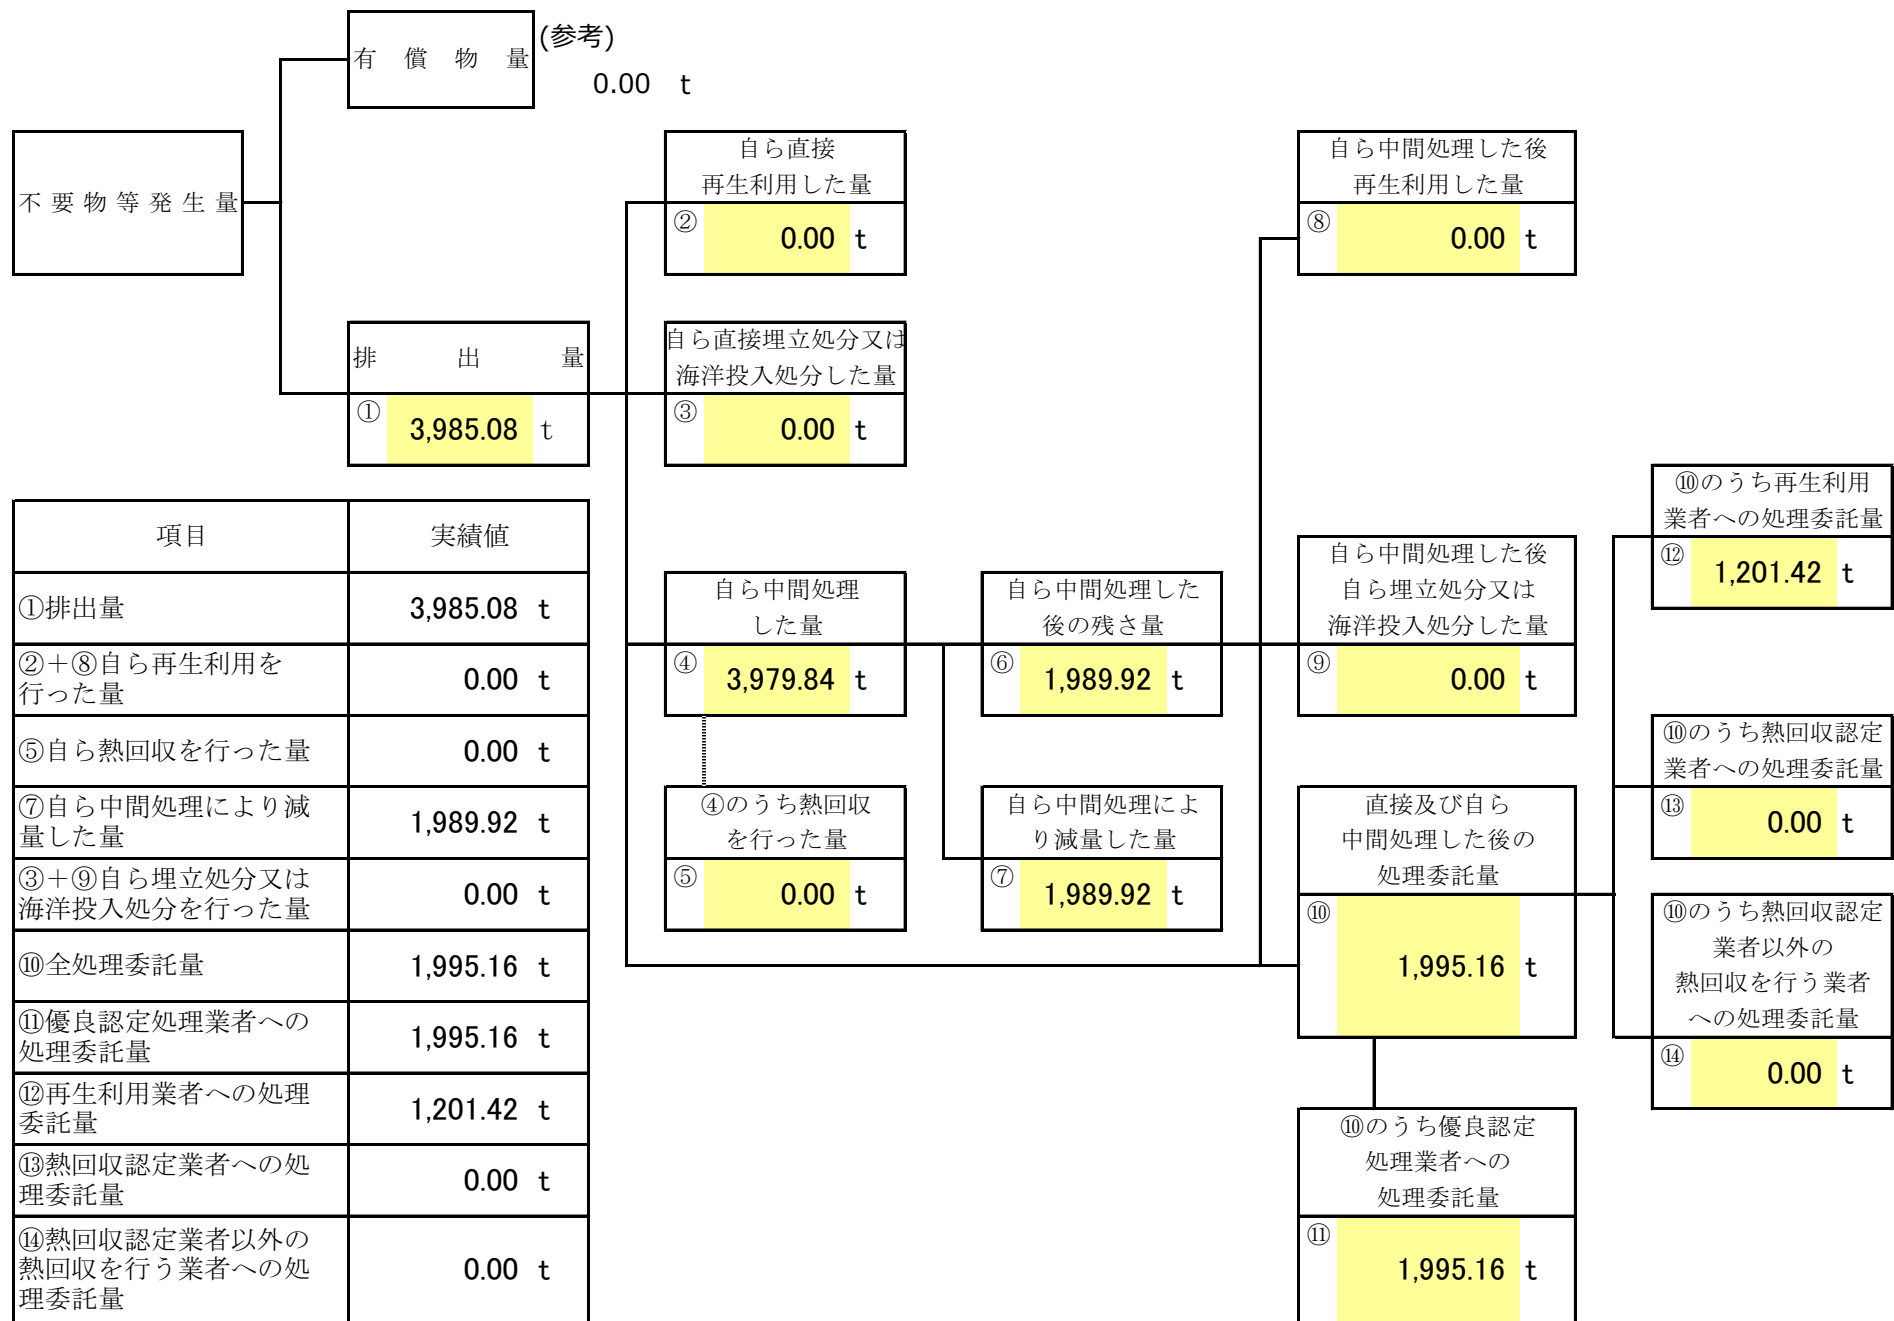 有償物量
(参考)
0.00 t
不要物等発生量
排出量
①
3,985.08 t
自ら直接
再生利用した量
②
0.00 t
自ら直接埋立処分又は
海洋投入処分した量
③
0.00 t
自ら中間処理
した量
④
3,979.84 t
④のうち熱回収
を行った量
⑤
0.00 t
自ら中間処理した
後の残さ量
⑥
1,989.92 t
自ら中間処理によ
り減量した量
⑦
1,989.92 t
自ら中間処理した後
再生利用した量
⑧
0.00 t
自ら中間処理した後
自ら埋立処分又は
海洋投入処分した量
⑨
0.00 t
直接及び自ら
中間処理した後の
処理委託量
⑩
1,995.16 t
⑩のうち優良認定
処理業者への
処理委託量
⑪
1,995.16 t
⑩のうち再生利用
業者への処理委託量
⑫
1,201.42 t
⑩のうち熱回収認定
業者への処理委託量
⑬
0.00 t
⑩のうち熱回収認定
業者以外の
熱回収を行う業者
への処理委託量
⑭
0.00 t
項目 実績値
①排出量 3,985.08 t
②＋⑧自ら再生利用を
行った量
0.00 t
⑤自ら熱回収を行った量 0.00 t
⑦自ら中間処理により減
量した量
1,989.92 t
③＋⑨自ら埋立処分又は
海洋投入処分を行った量
0.00 t
⑩全処理委託量 1,995.16 t
⑪優良認定処理業者への
処理委託量
1,995.16 t
⑫再生利用業者への処理
委託量
1,201.42 t
⑬熱回収認定業者への処
理委託量
0.00 t
⑭熱回収認定業者以外の
熱回収を行う業者への処
理委託量
0.00 t